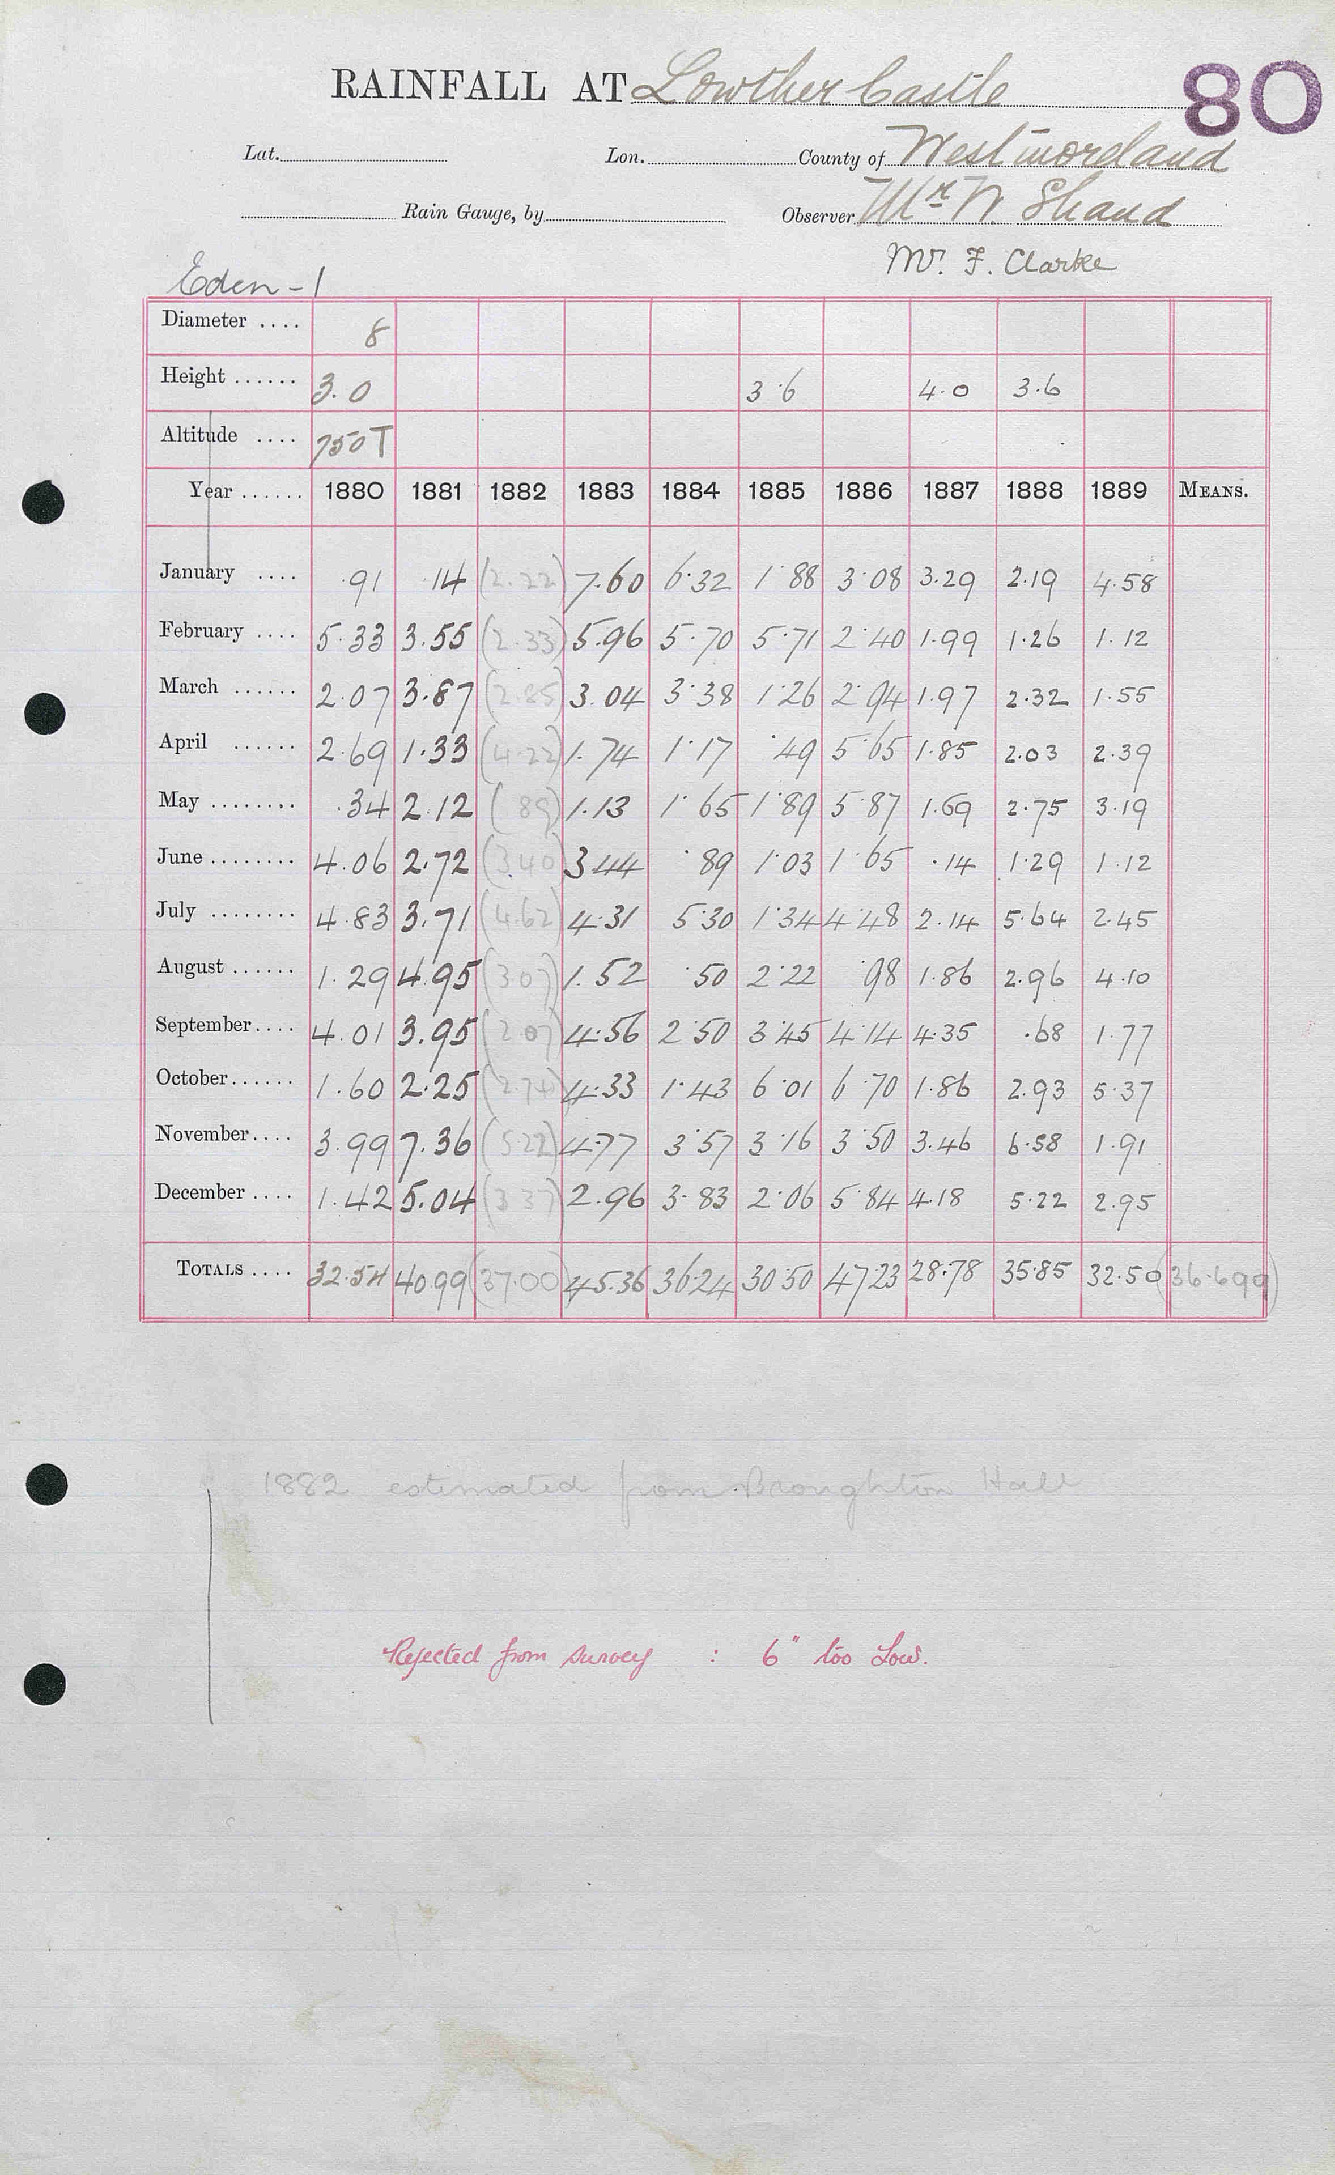 RAINFALL AT Lowther Castle 80
Lat. Lon. County of Westmoreland
Rain Gauge, by Observer Mr W Shand
Mr. F. Clarke
Eden - 1
Diameter .... 8
Height ...... 3.0 3.6 4.0 3.6
Altitude .... 750T
Year ...... 1880 1881 1882 1883 1884 1885 1886 1887 1888 1889 MEANS.
January .... .91 .14 (2.22) 7.60 6.32 1.88 3.08 3.29 2.19 4.58
February .... 5.33 3.55 (2.33) 5.96 5.70 5.71 2.40 1.99 1.26 1.12
March ...... 2.07 3.87 (2.85) 3.04 3.38 1.26 2.94 1.97 2.32 1.55
April ...... 2.69 1.33 (4.22) 1.74 1.17 .49 5.65 1.85 2.03 2.39
May ........ .34 2.12 (.89) 1.13 1.65 1.89 5.87 1.69 2.75 3.19
June ........ 4.06 2.72 (3.40) 3.44 .89 1.03 1.65 .14 1.29 1.12
July ........ 4.83 3.71 (4.62) 4.31 5.30 1.34 4.48 2.14 5.64 2.45
August ...... 1.29 4.95 (3.07) 1.52 .50 2.22 .98 1.86 2.96 4.10
September.... 4.01 3.95 (2.07) 4.56 2.50 3.45 4.14 4.35 .68 1.77
October...... 1.60 2.25 (2.74) 4.33 1.43 6.01 6.70 1.86 2.93 5.37
November.... 3.99 7.36 (5.22) 4.77 3.57 3.16 3.50 3.46 6.58 1.91
December .... 1.42 5.04 (3.37) 2.96 3.83 2.06 5.84 4.18 5.22 2.95
TOTALS .... 32.54 40.99 (37.00) 45.36 36.24 30.50 47.23 28.78 35.85 32.50 (36.699)
1882 estimated from Broughton Hall
Rejected from survey : 6" too Low.